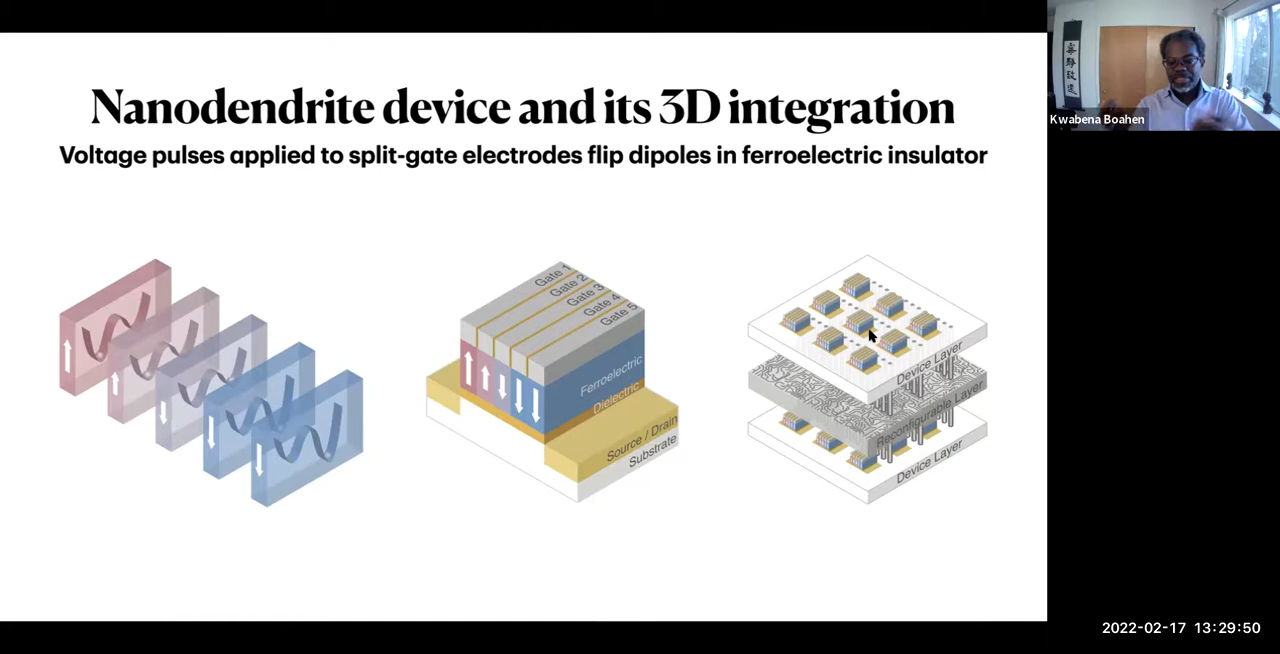 Nanodendrite device and its 3D integration
Voltage pulses applied to split-gate electrodes flip dipoles in ferroelectric insulator
Gate 1
Gate 2
Gate 3
Gate 4
Gate 5
Ferroelectric
Dielectric
Source / Drain
Substrate
Device Layer
Reconfigurable Layer
Device Layer
Kwabena Boahen
2022-02-17 13:29:50